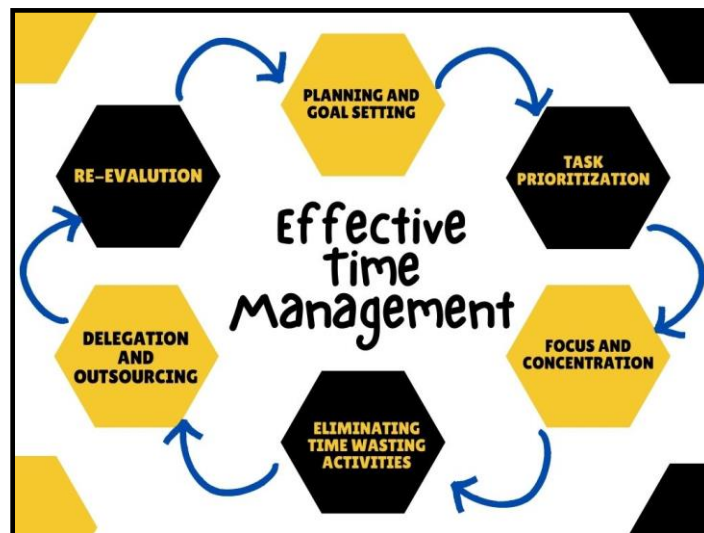 PLANNING AND
GOAL SETTING
TASK
PRIORITIZATION
FOCUS AND
CONCENTRATION
ELIMINATING
TIME WASTING
ACTIVITIES
DELEGATION
AND
OUTSOURCING
RE-EVALUTION
Effective
Time
Management